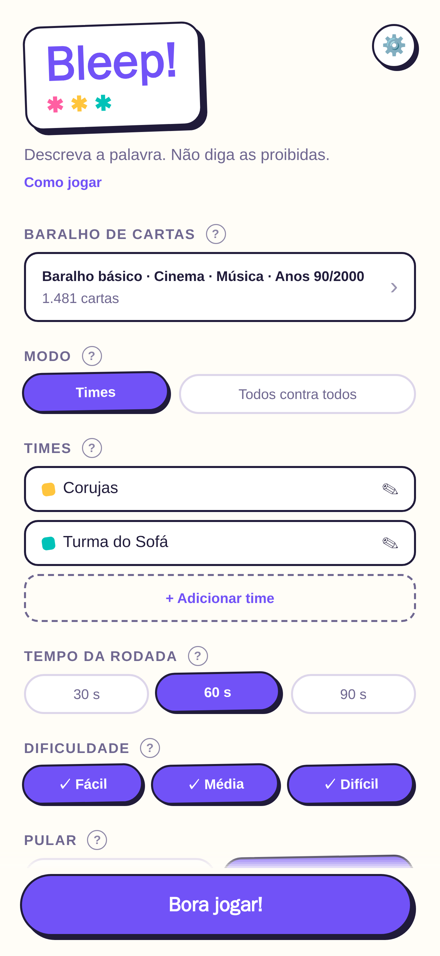 Bleep!
Descreva a palavra. Não diga as proibidas.
Como jogar
BARALHO DE CARTAS ?
Baralho básico · Cinema · Música · Anos 90/2000
1.481 cartas
MODO ?
Times
Todos contra todos
TIMES ?
Corujas
Turma do Sofá
+ Adicionar time
TEMPO DA RODADA ?
30 s
60 s
90 s
DIFICULDADE ?
✓ Fácil
✓ Média
✓ Difícil
PULAR ?
Bora jogar!